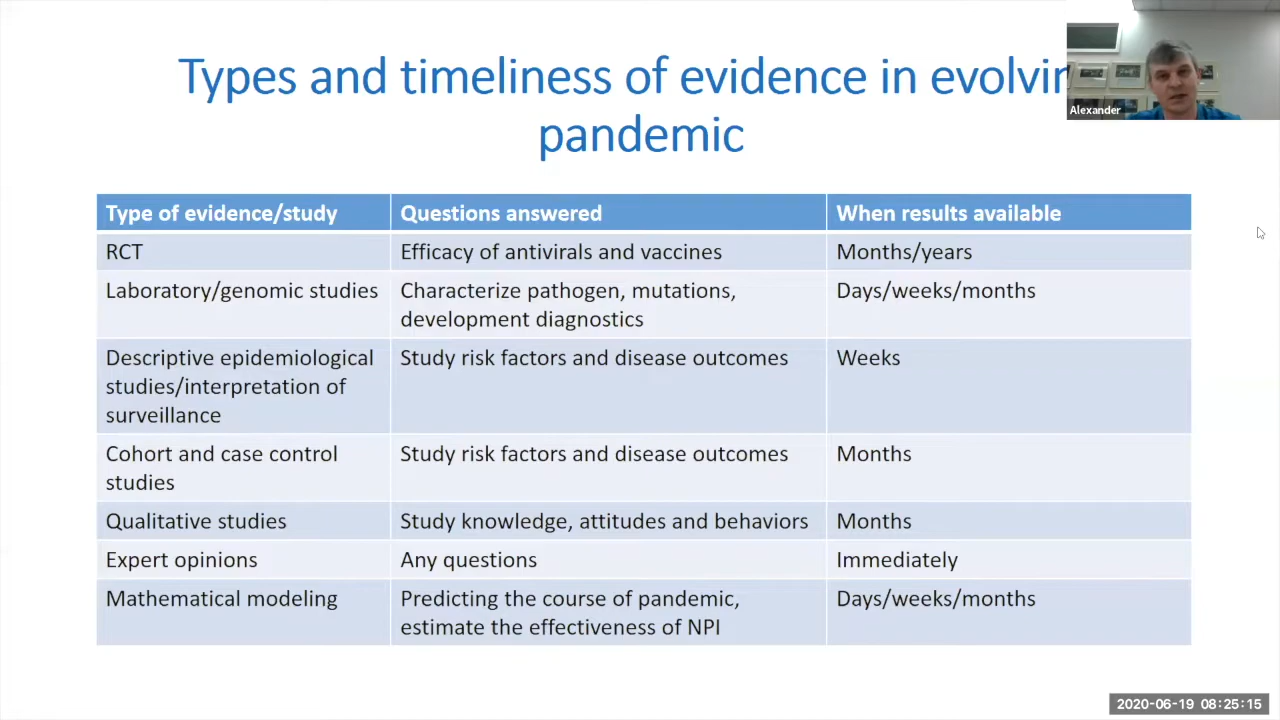 Types and timeliness of evidence in evolvin
pandemic
Alexander
Type of evidence/study
Questions answered
When results available
RCT
Efficacy of antivirals and vaccines
Months/years
Laboratory/genomic studies
Characterize pathogen, mutations,
development diagnostics
Days/weeks/months
Descriptive epidemiological
studies/interpretation of
surveillance
Study risk factors and disease outcomes
Weeks
Cohort and case control
studies
Study risk factors and disease outcomes
Months
Qualitative studies
Study knowledge, attitudes and behaviors
Months
Expert opinions
Any questions
Immediately
Mathematical modeling
Predicting the course of pandemic,
estimate the effectiveness of NPI
Days/weeks/months
2020-06-19 08:25:15